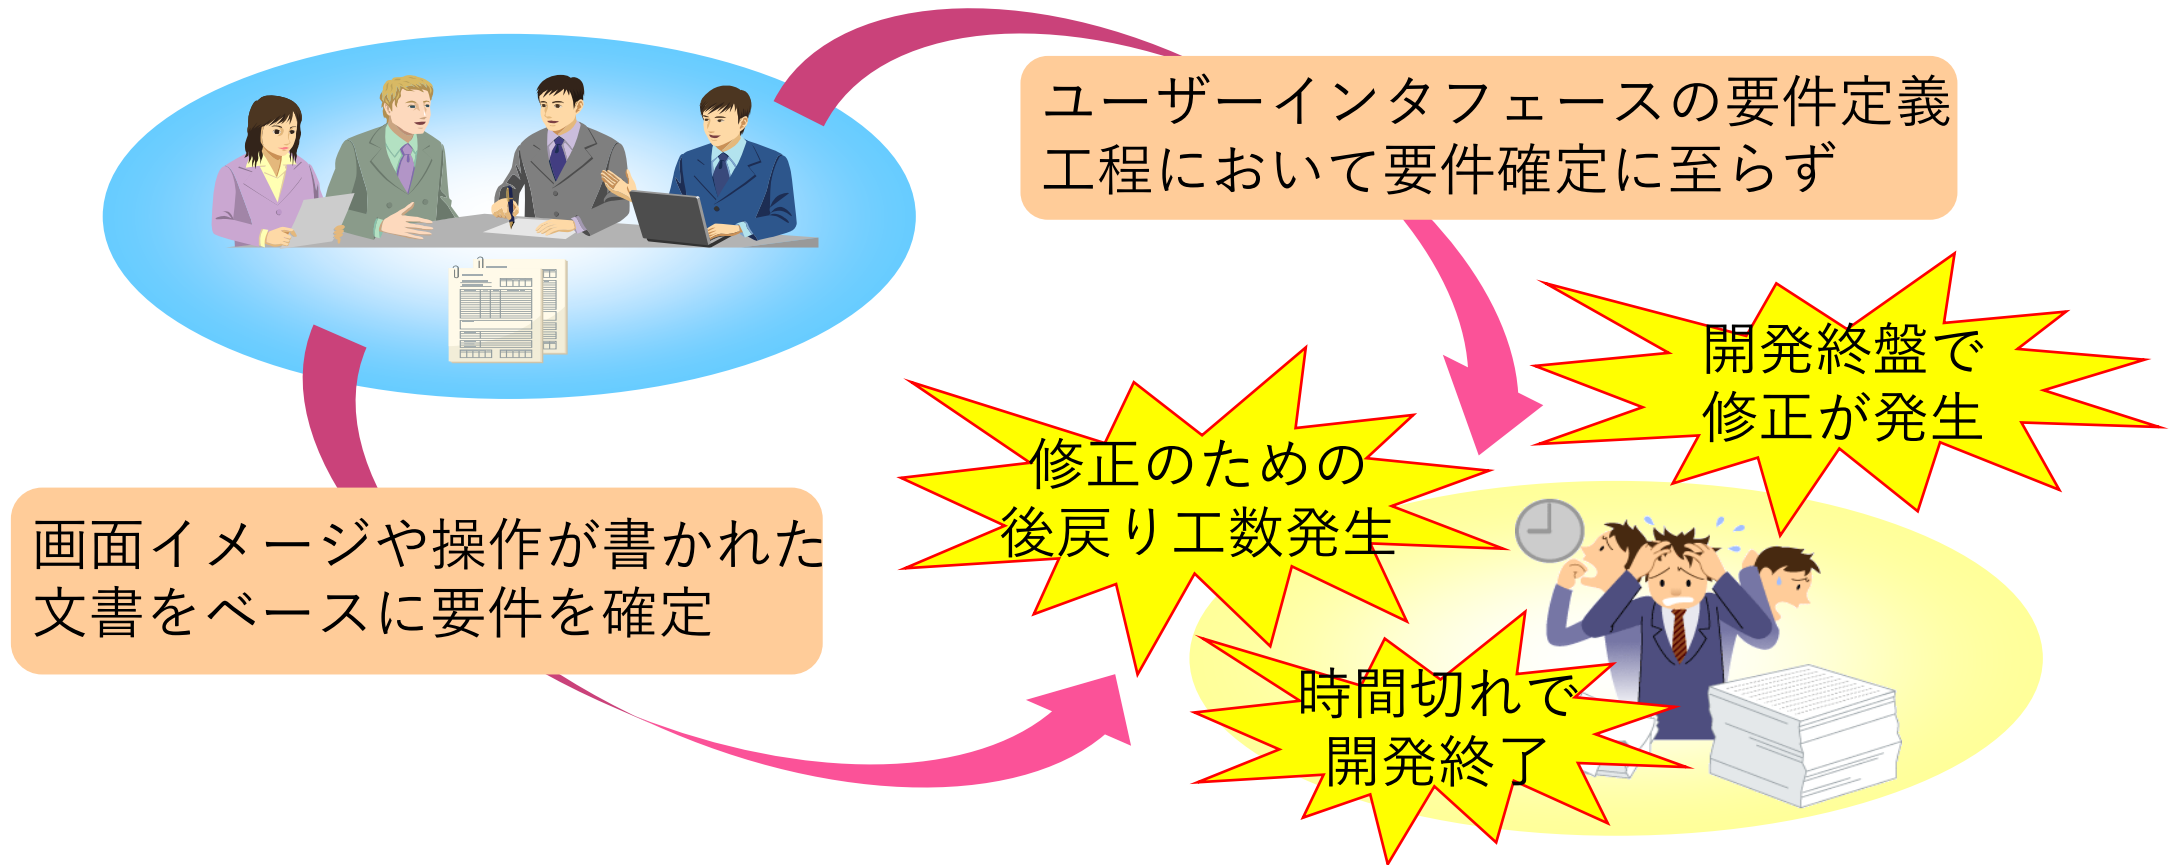 ユーザーインタフェースの要件定義
工程において要件確定に至らず
開発終盤で
修正が発生
修正のための
後戻り工数発生
画面イメージや操作が書かれた
文書をベースに要件を確定
時間切れで
開発終了